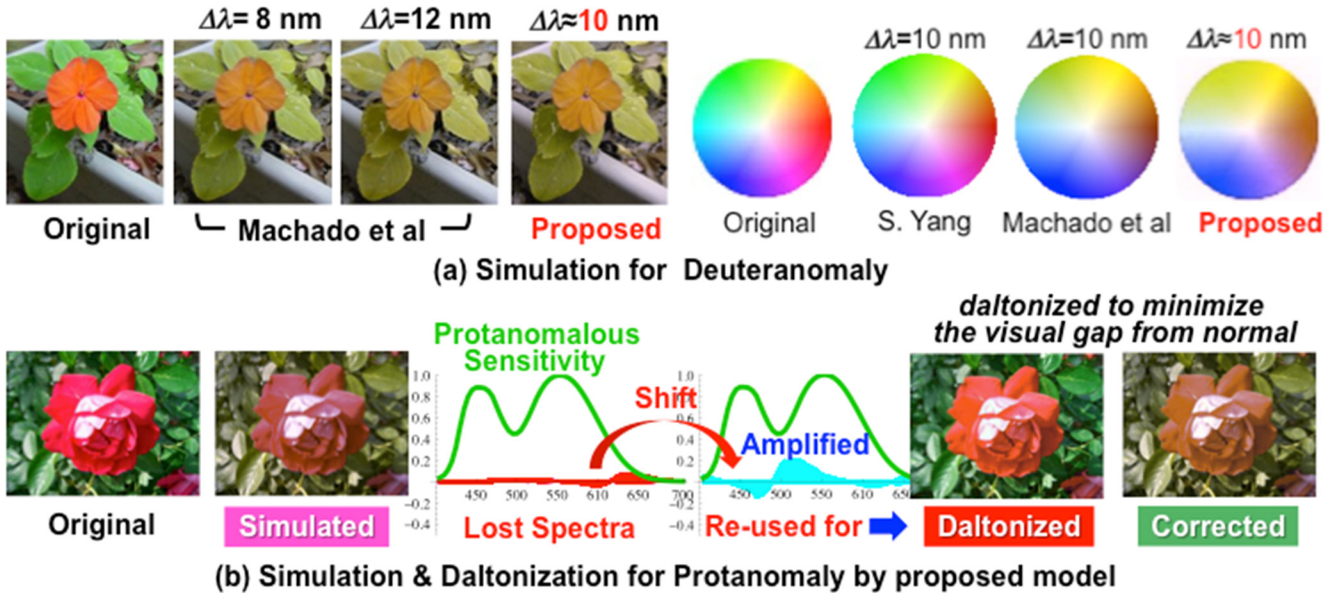 Δλ= 8 nm
Δλ=12 nm
Δλ≈10 nm
Original
Machado et al
Proposed
Δλ=10 nm
Δλ=10 nm
Δλ≈10 nm
Original
S. Yang
Machado et al
Proposed
(a) Simulation for Deuteranomaly
daltonized to minimize
the visual gap from normal
Protanomalous
Sensitivity
1.0
0.8
0.6
0.4
0.2
-0.2
-0.4
450 500 550 610 650 700
Shift
1.0
0.8
0.6
0.4
0.2
-0.2
-0.4
450 500 550 610
Amplified
Original
Simulated
Lost Spectra
Re-used for
Daltonized
Corrected
(b) Simulation & Daltonization for Protanomaly by proposed model